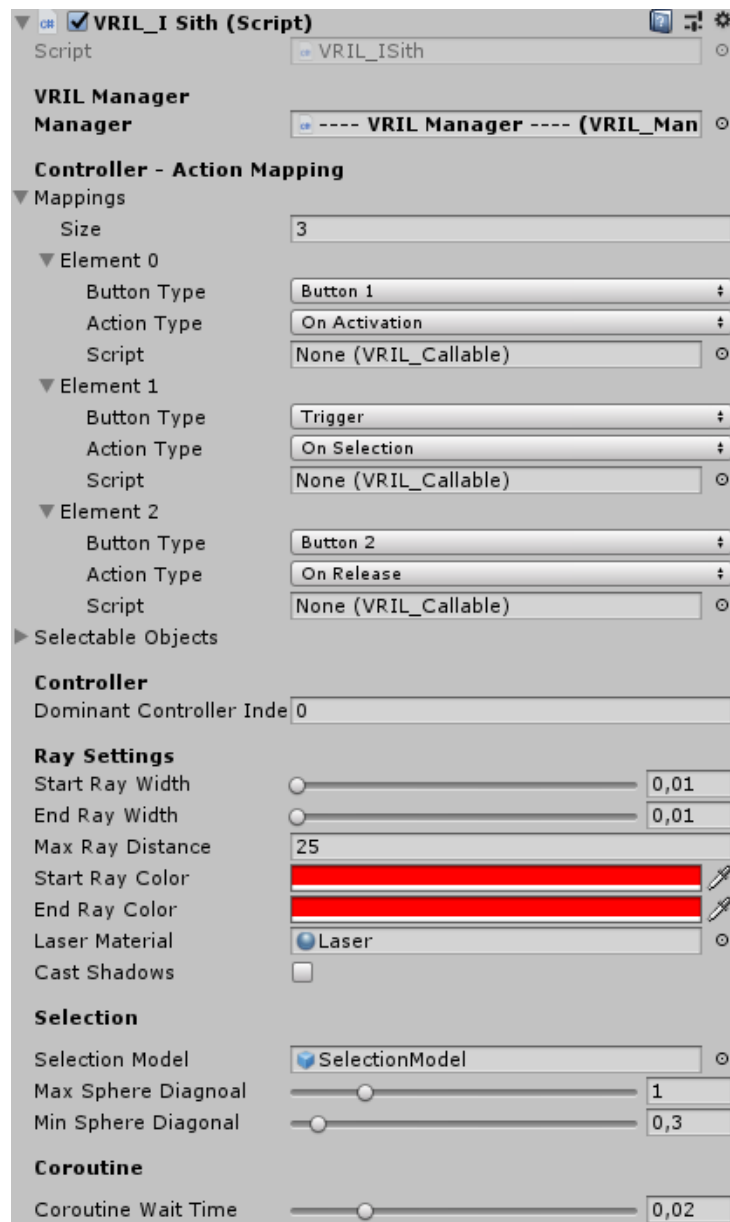 VRIL_I Sith (Script)
Script VRIL_ISith
VRIL Manager
Manager ---- VRIL Manager ---- (VRIL_Man
Controller - Action Mapping
Mappings
Size 3
Element 0
Button Type Button 1
Action Type On Activation
Script None (VRIL_Callable)
Element 1
Button Type Trigger
Action Type On Selection
Script None (VRIL_Callable)
Element 2
Button Type Button 2
Action Type On Release
Script None (VRIL_Callable)
Selectable Objects
Controller
Dominant Controller Inde 0
Ray Settings
Start Ray Width 0,01
End Ray Width 0,01
Max Ray Distance 25
Start Ray Color
End Ray Color
Laser Material Laser
Cast Shadows
Selection
Selection Model SelectionModel
Max Sphere Diagnoal 1
Min Sphere Diagonal 0,3
Coroutine
Coroutine Wait Time 0,02